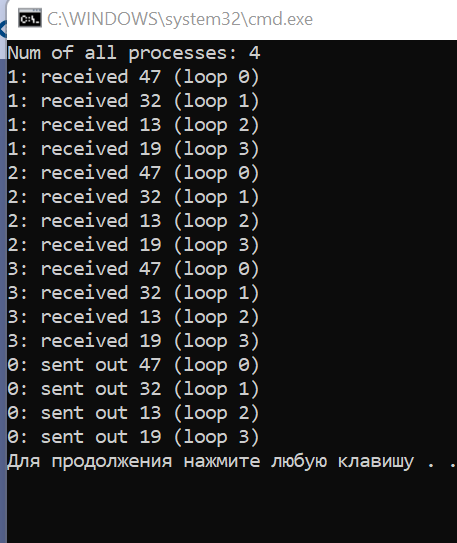 C:\WINDOWS\system32\cmd.exe
Num of all processes: 4
1: received 47 (loop 0)
1: received 32 (loop 1)
1: received 13 (loop 2)
1: received 19 (loop 3)
2: received 47 (loop 0)
2: received 32 (loop 1)
2: received 13 (loop 2)
2: received 19 (loop 3)
3: received 47 (loop 0)
3: received 32 (loop 1)
3: received 13 (loop 2)
3: received 19 (loop 3)
0: sent out 47 (loop 0)
0: sent out 32 (loop 1)
0: sent out 13 (loop 2)
0: sent out 19 (loop 3)
Для продолжения нажмите любую клавишу . .